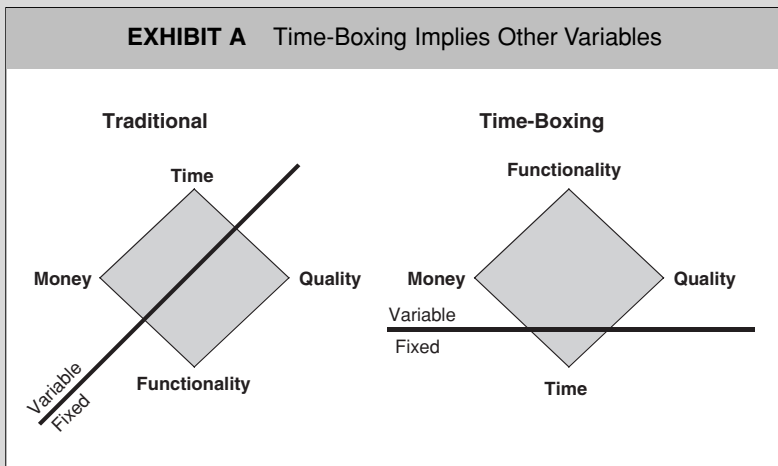 EXHIBIT A Time-Boxing Implies Other Variables
Traditional
Time
Money
Quality
Functionality
Variable
Fixed
Time-Boxing
Functionality
Money
Quality
Variable
Fixed
Time